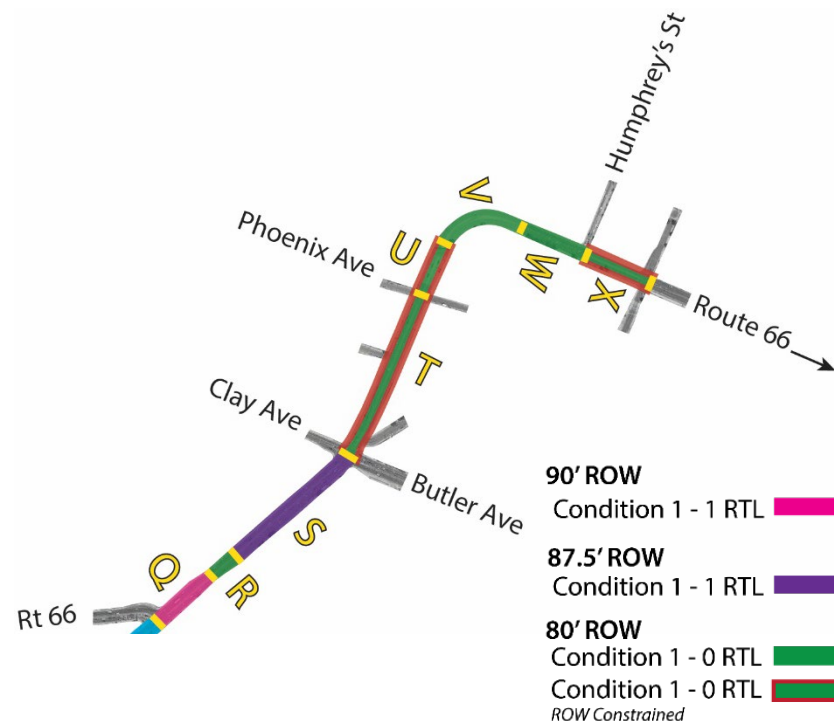 Humphrey's St
V
Phoenix Ave
U
W
X
Route 66
T
Clay Ave
Butler Ave
S
Q
R
Rt 66
90' ROW
Condition 1 - 1 RTL
87.5' ROW
Condition 1 - 1 RTL
80' ROW
Condition 1 - 0 RTL
Condition 1 - 0 RTL
ROW Constrained